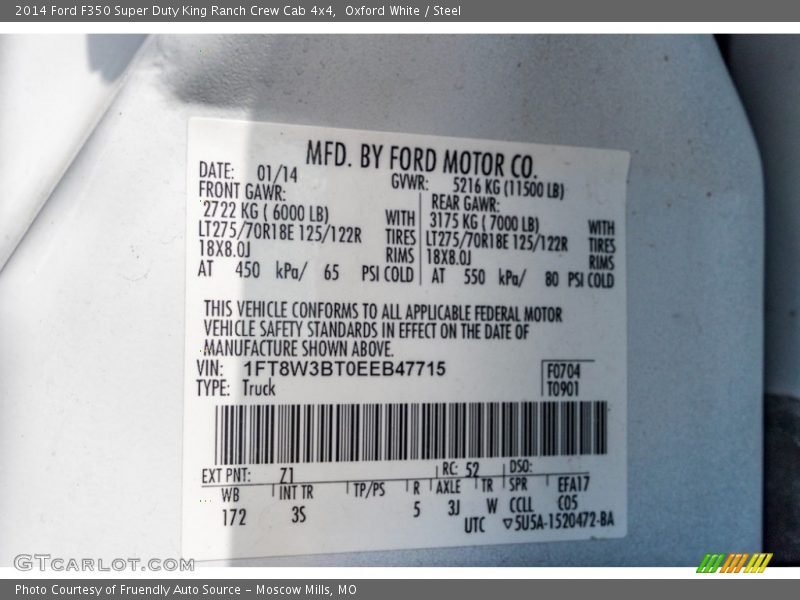 2014 Ford F350 Super Duty King Ranch Crew Cab 4x4,  Oxford White / Steel
MFD. BY FORD MOTOR CO.
DATE: 01/14
GVWR: 5216 KG (11500 LB)
FRONT GAWR:
2722 KG ( 6000 LB) WITH
LT275/70R18E 125/122R TIRES
18X8.0J RIMS
AT 450 kPa/ 65 PSI COLD
REAR GAWR:
3175 KG ( 7000 LB) WITH
LT275/70R18E 125/122R TIRES
18X8.0J RIMS
AT 550 kPa/ 80 PSI COLD
THIS VEHICLE CONFORMS TO ALL APPLICABLE FEDERAL MOTOR
VEHICLE SAFETY STANDARDS IN EFFECT ON THE DATE OF
MANUFACTURE SHOWN ABOVE.
VIN: 1FT8W3BT0EEB47715
F0704
TYPE: Truck
T0901
EXT PNT: Z1 RC: 52 DSO:
WB INT TR TP/PS R AXLE TR SPR EFA17
172 3S 5 3J W CCLL C05
UTC ▽5U5A-1520472-BA
GTCarLot.com
Photo Courtesy of Fruendly Auto Source – Moscow Mills, MO